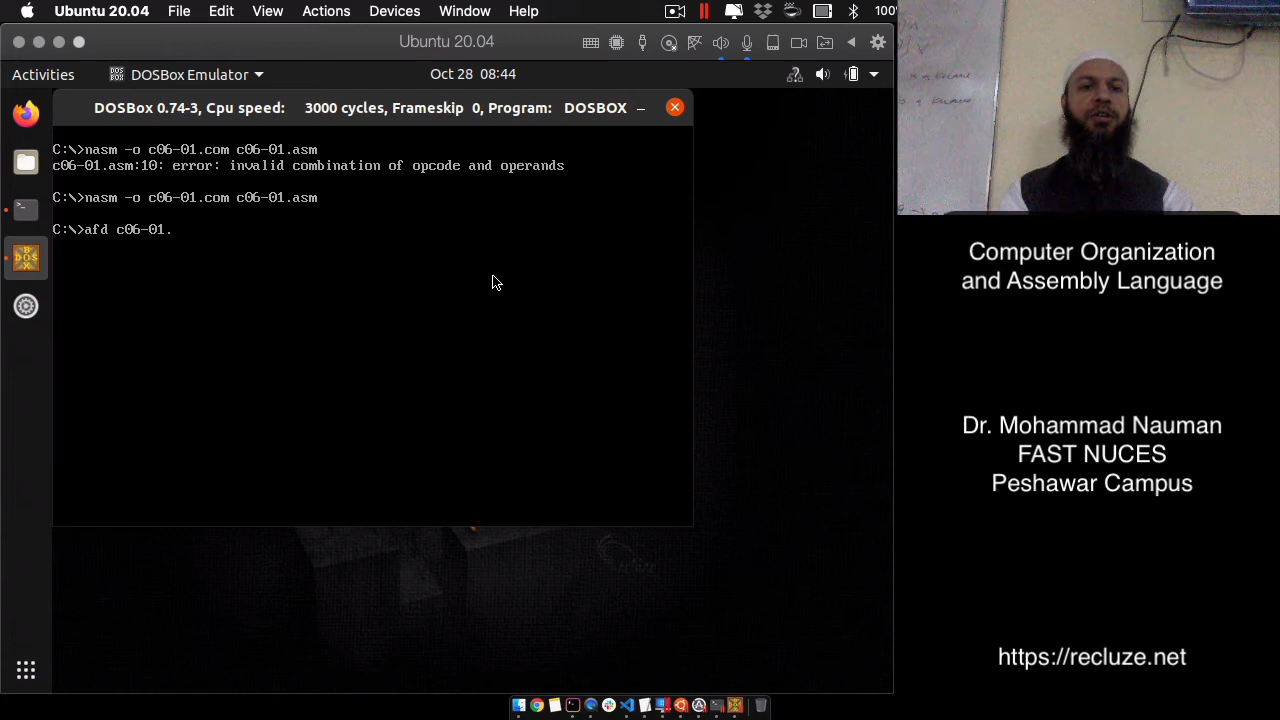 Ubuntu 20.04 File Edit View Actions Devices Window Help 100%
Ubuntu 20.04
Activities DOSBox Emulator Oct 28 08:44
DOSBox 0.74-3, Cpu speed: 3000 cycles, Frameskip 0, Program: DOSBOX
C:\>nasm -o c06-01.com c06-01.asm
c06-01.asm:10: error: invalid combination of opcode and operands
C:\>nasm -o c06-01.com c06-01.asm
C:\>afd c06-01.
Computer Organization
and Assembly Language
Dr. Mohammad Nauman
FAST NUCES
Peshawar Campus
https://recluze.net